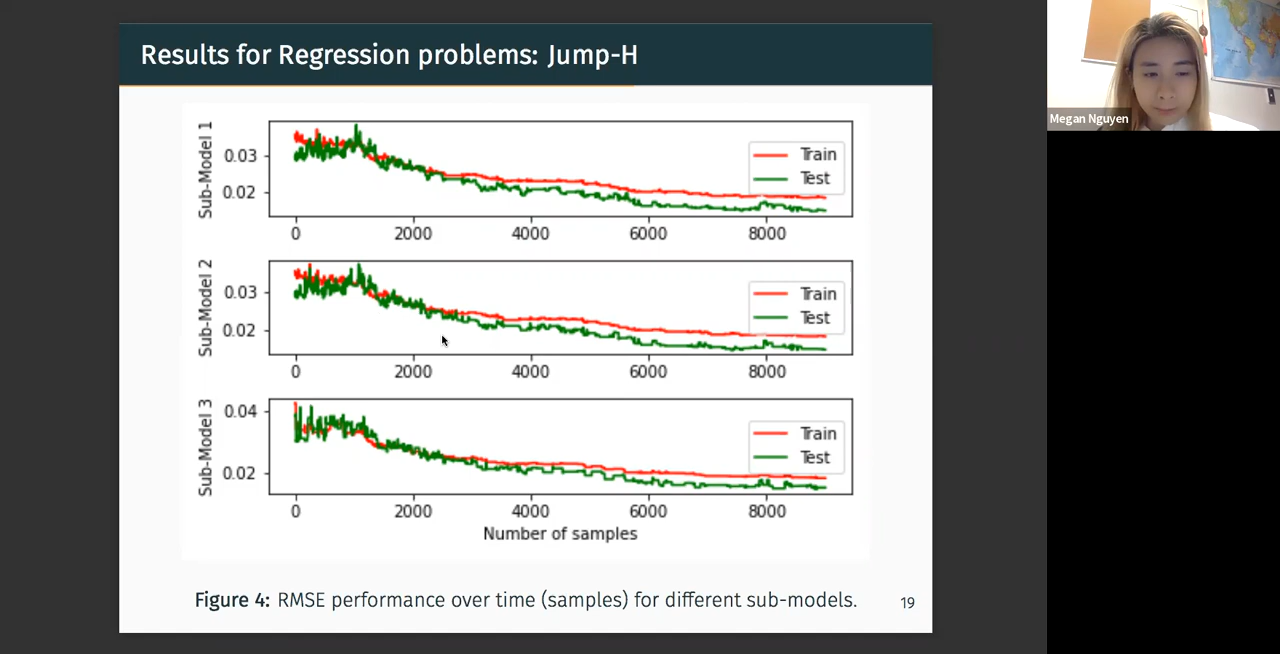 Results for Regression problems: Jump-H
Megan Nguyen
Sub-Model 1
0.03
0.02
Train
Test
0 2000 4000 6000 8000
Sub-Model 2
0.03
0.02
Train
Test
0 2000 4000 6000 8000
Sub-Model 3
0.04
0.02
Train
Test
0 2000 4000 6000 8000
Number of samples
Figure 4: RMSE performance over time (samples) for different sub-models.
19